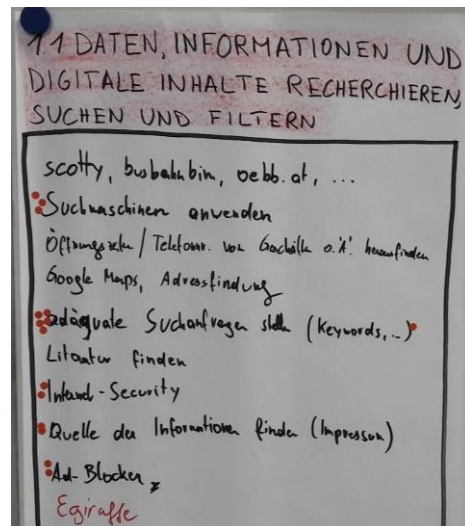 1.1 DATEN, INFORMATIONEN UND
DIGITALE INHALTE RECHERCHIEREN,
SUCHEN UND FILTERN
scotty, busbahnbim, oebb.at, ...
Suchmaschinen anwenden
Öffnungszeiten / Telefonnr. von Geschäften o.Ä. herausfinden
Google Maps, Adressfindung
adäquate Suchanfragen stellen (Keywords, ..)
Literatur finden
Internet-Security
Quelle der Informationen finden (Impressum)
Ad-Blocker
Egiraffe